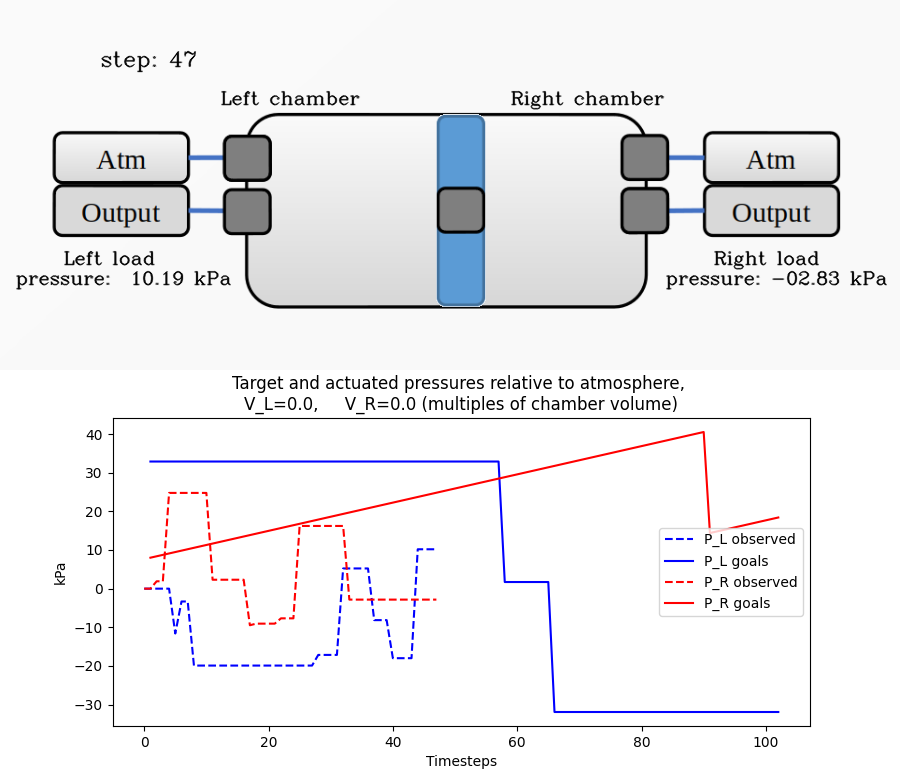 step: 47
Left chamber
Right chamber
Atm
Atm
Output
Output
Left load
pressure: 10.19 kPa
Right load
pressure: −02.83 kPa
Target and actuated pressures relative to atmosphere,
V_L=0.0, V_R=0.0 (multiples of chamber volume)
40
30
20
10
0
−10
−20
−30
kPa
P_L observed
P_L goals
P_R observed
P_R goals
0 20 40 60 80 100
Timesteps